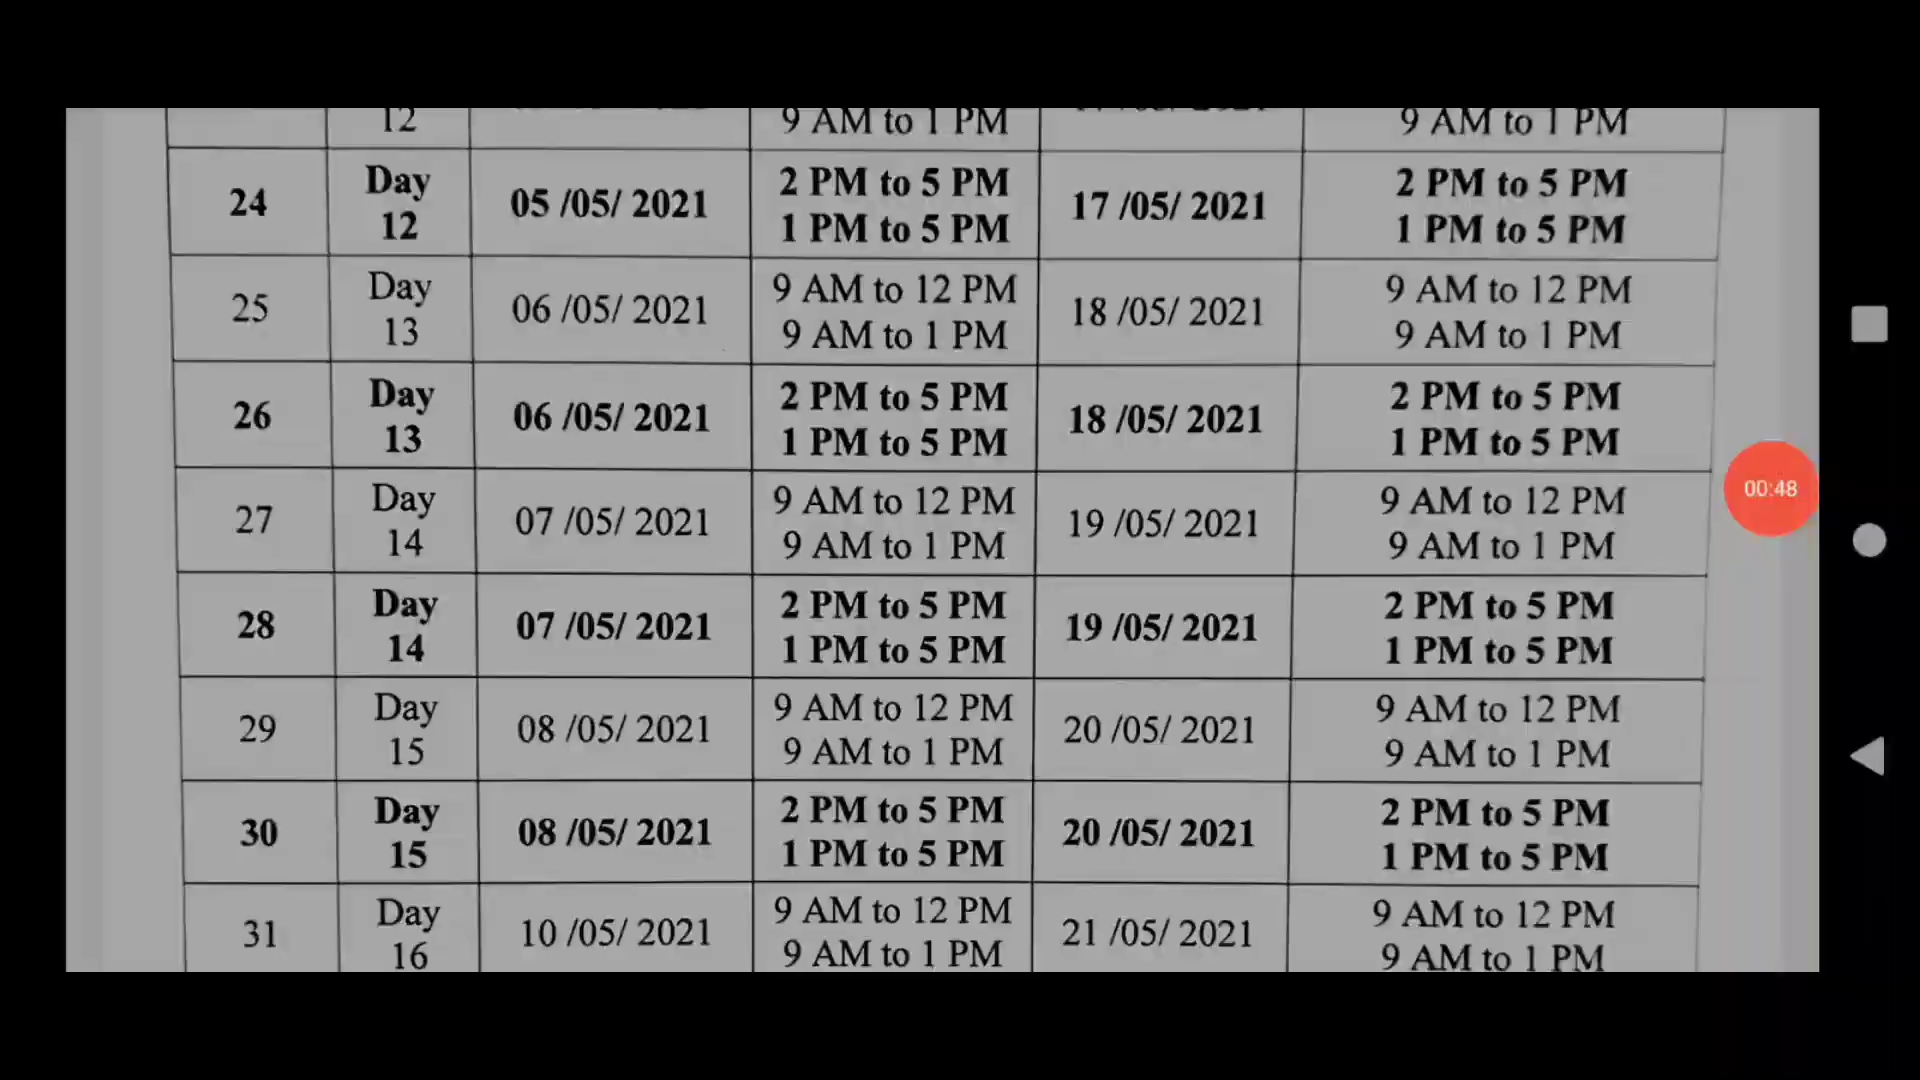 12 9 AM to 1 PM 9 AM to 1 PM
24 Day 12 05 /05/ 2021 2 PM to 5 PM 1 PM to 5 PM 17 /05/ 2021 2 PM to 5 PM 1 PM to 5 PM
25 Day 13 06 /05/ 2021 9 AM to 12 PM 9 AM to 1 PM 18 /05/ 2021 9 AM to 12 PM 9 AM to 1 PM
26 Day 13 06 /05/ 2021 2 PM to 5 PM 1 PM to 5 PM 18 /05/ 2021 2 PM to 5 PM 1 PM to 5 PM
27 Day 14 07 /05/ 2021 9 AM to 12 PM 9 AM to 1 PM 19 /05/ 2021 9 AM to 12 PM 9 AM to 1 PM
28 Day 14 07 /05/ 2021 2 PM to 5 PM 1 PM to 5 PM 19 /05/ 2021 2 PM to 5 PM 1 PM to 5 PM
29 Day 15 08 /05/ 2021 9 AM to 12 PM 9 AM to 1 PM 20 /05/ 2021 9 AM to 12 PM 9 AM to 1 PM
30 Day 15 08 /05/ 2021 2 PM to 5 PM 1 PM to 5 PM 20 /05/ 2021 2 PM to 5 PM 1 PM to 5 PM
31 Day 16 10 /05/ 2021 9 AM to 12 PM 9 AM to 1 PM 21 /05/ 2021 9 AM to 12 PM 9 AM to 1 PM
00:48